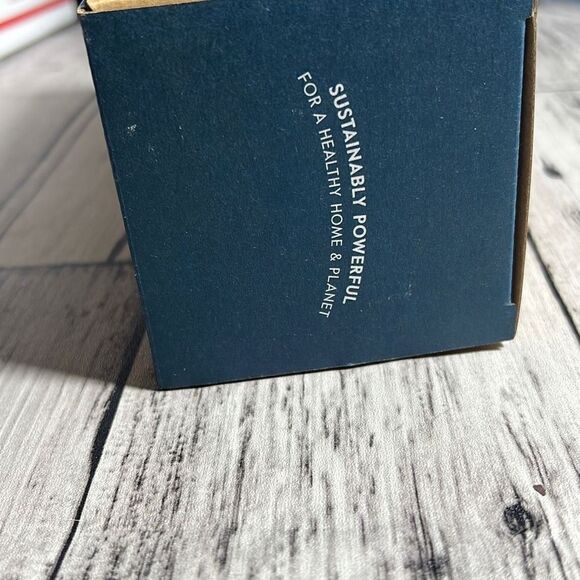 SUSTAINABLY POWERFUL
FOR A HEALTHY HOME & PLANET